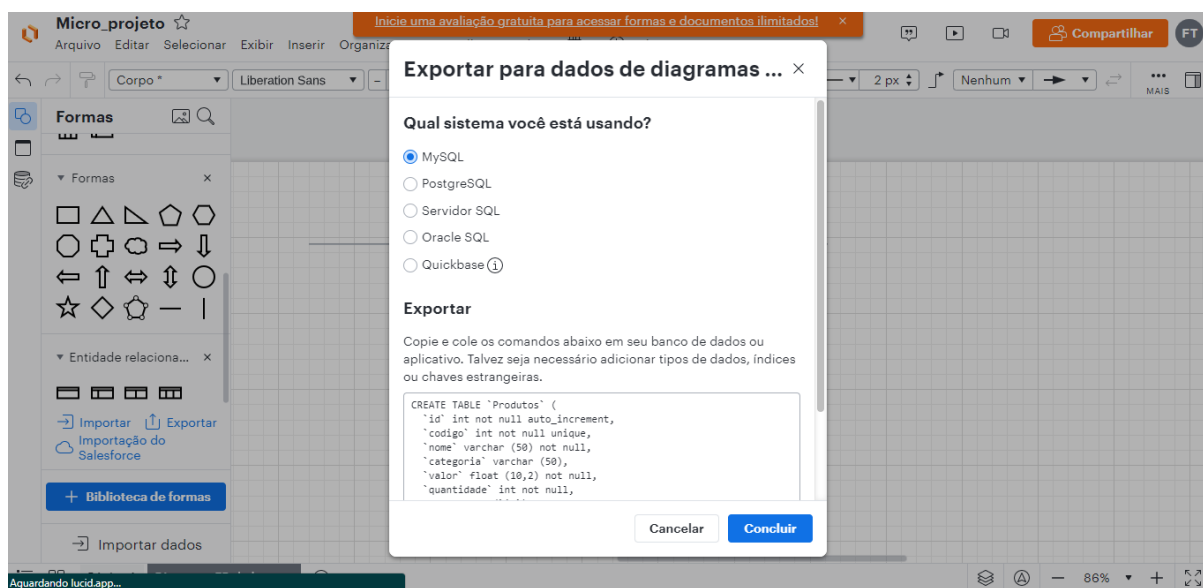 Micro_projeto
Inicie uma avaliação gratuita para acessar formas e documentos ilimitados! ×
Arquivo Editar Selecionar Exibir Inserir
Compartilhar
FT
Corpo*
Liberation Sans
2 px
Nenhum
MAIS
Formas
Formas ×
Entidade relaciona... ×
Importar Exportar
Importação do
Salesforce
+ Biblioteca de formas
Importar dados
Exportar para dados de diagramas ... ×
Qual sistema você está usando?
MySQL
PostgreSQL
Servidor SQL
Oracle SQL
Quickbase
Exportar
Copie e cole os comandos abaixo em seu banco de dados ou
aplicativo. Talvez seja necessário adicionar tipos de dados, índices
ou chaves estrangeiras.
CREATE TABLE `Produtos` (
`id` int not null auto_increment,
`codigo` int not null unique,
`nome` varchar (50) not null,
`categoria` varchar (50),
`valor` float (10,2) not null,
`quantidade` int not null,
Cancelar Concluir
Aguardando lucid.app...
86%